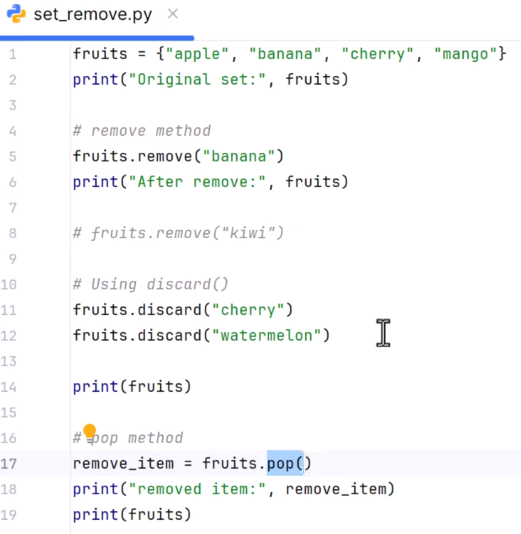 set_remove.py
1 fruits = {"apple", "banana", "cherry", "mango"}
2 print("Original set:", fruits)
3
4 # remove method
5 fruits.remove("banana")
6 print("After remove:", fruits)
7
8 # fruits.remove("kiwi")
9
10 # Using discard()
11 fruits.discard("cherry")
12 fruits.discard("watermelon")
13
14 print(fruits)
15
16 # pop method
17 remove_item = fruits.pop()
18 print("removed item:", remove_item)
19 print(fruits)